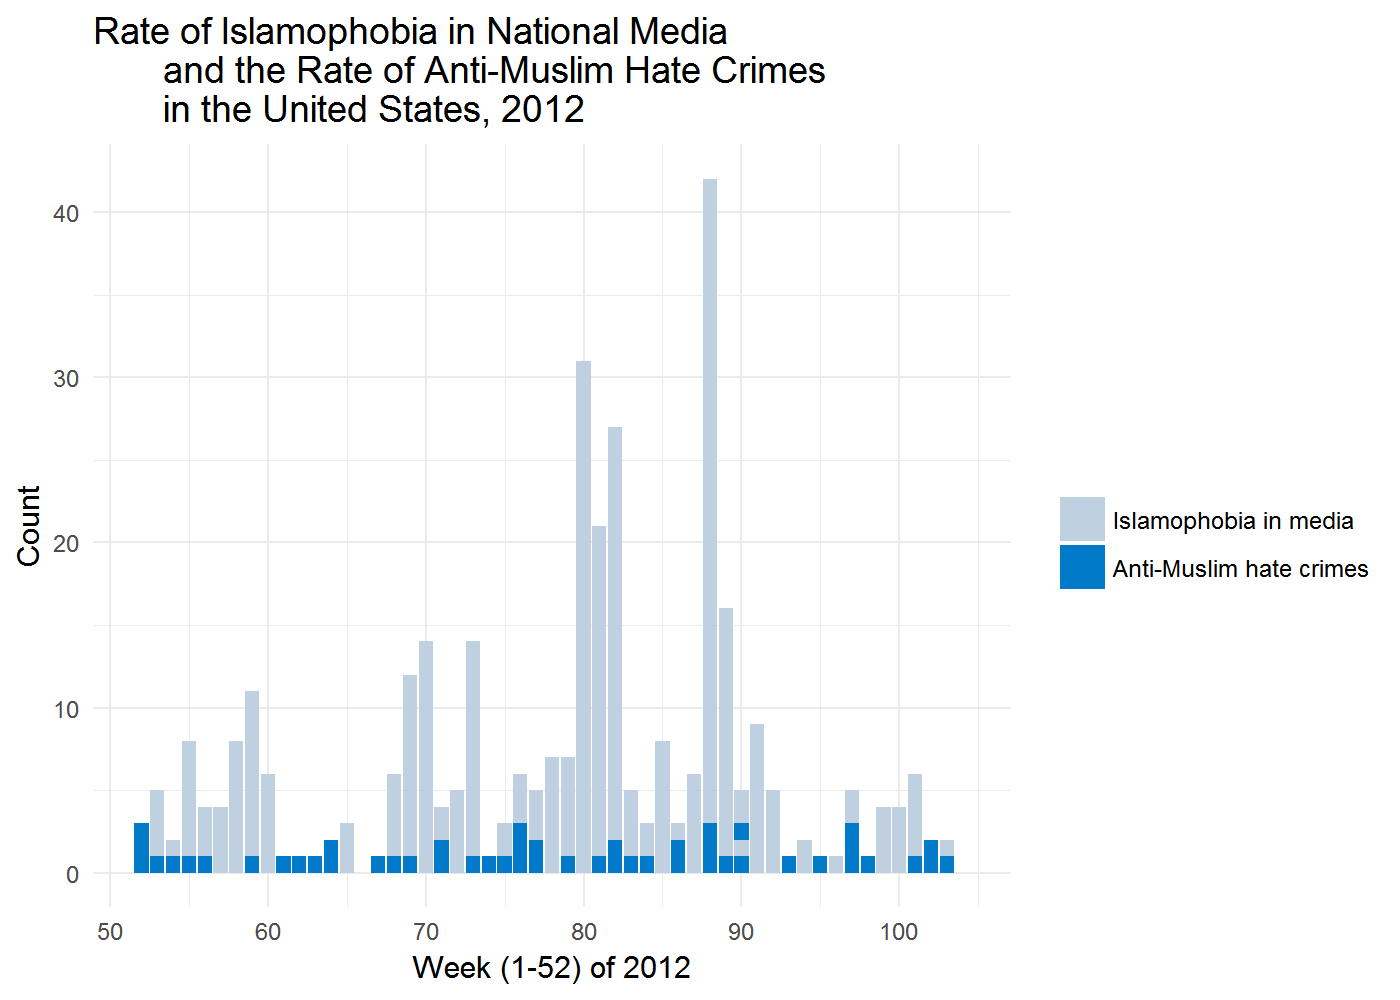 Rate of Islamophobia in National Media
and the Rate of Anti-Muslim Hate Crimes
in the United States, 2012
40
30
20
10
0
Count
50 60 70 80 90 100
Week (1-52) of 2012
Islamophobia in media
Anti-Muslim hate crimes